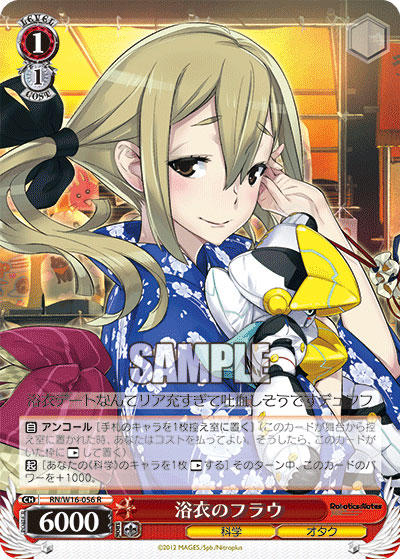 LEVEL
1
1
COST
SAMPLE
浴衣デートなんてリア充すぎて吐血しそうですデュフフ
自 アンコール [手札のキャラを1枚控え室に置く] (このカードが舞台から
控え室に置かれた時、あなたはコストを払ってよい。そうしたら、このカードが
いた枠に置く)
起 [あなたの《科学》のキャラを1枚する] そのターン中、このカードのパ
ワーを+1000。
CH RN/W16-056 R
6000
浴衣のフラウ
Robotics;Notes
科学
オタク
©2012 MAGES./5pb./Nitroplus